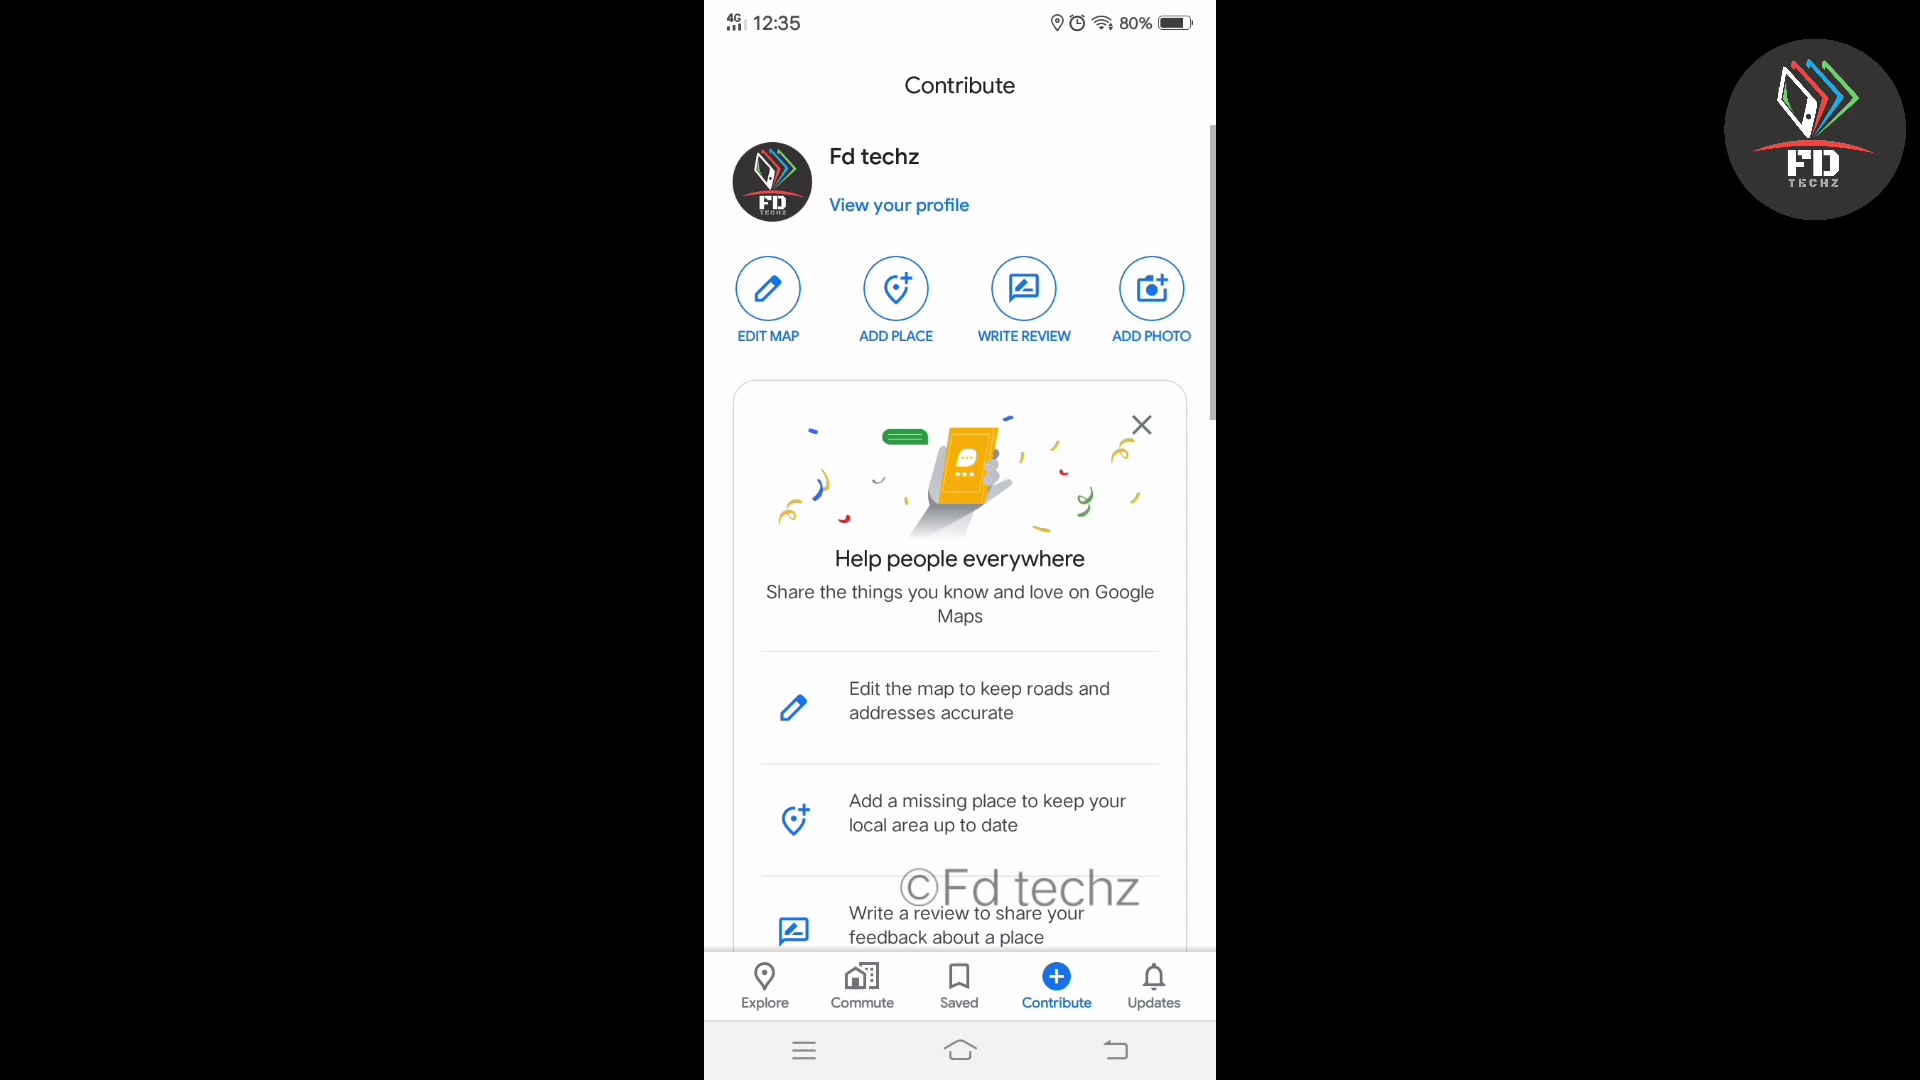 4G 12:35 80%
Contribute
Fd techz
View your profile
FD
TECHZ
FD
TECHZ
EDIT MAP ADD PLACE WRITE REVIEW ADD PHOTO
Help people everywhere
Share the things you know and love on Google
Maps
Edit the map to keep roads and
addresses accurate
Add a missing place to keep your
local area up to date
©Fd techz
Write a review to share your
feedback about a place
Explore Commute Saved Contribute Updates